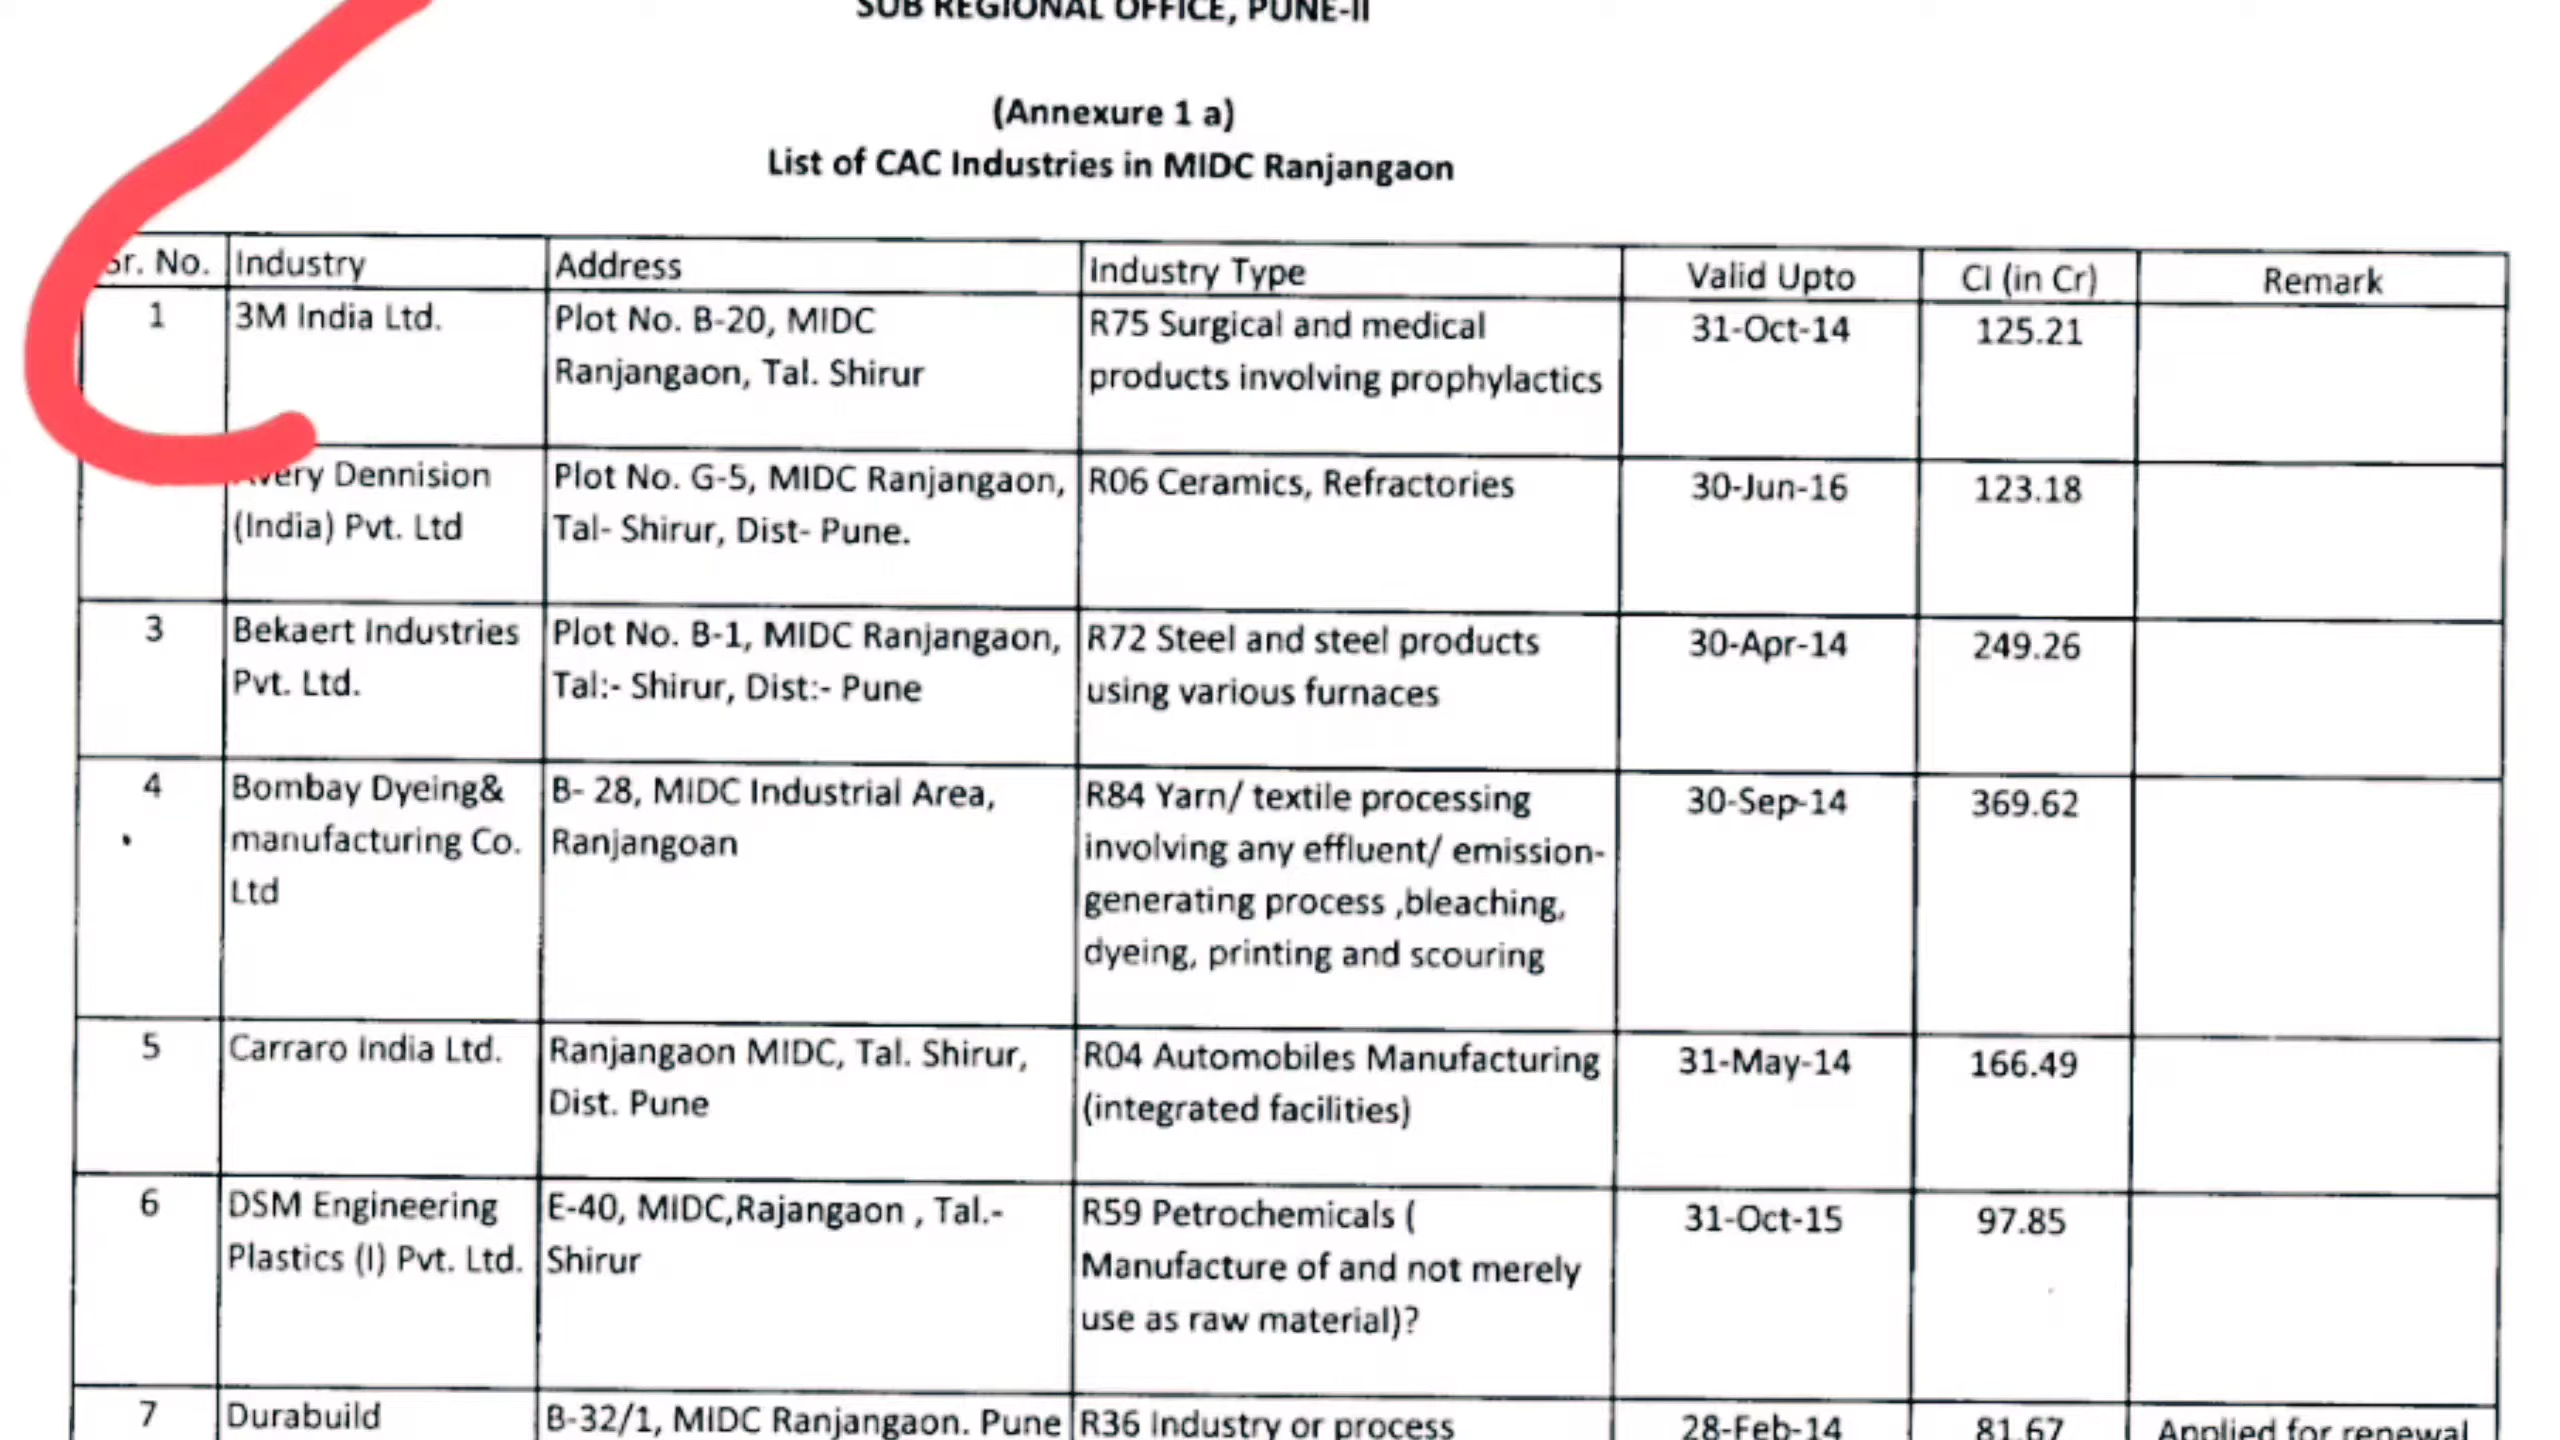 SUB REGIONAL OFFICE, PUNE-II
(Annexure 1 a)
List of CAC Industries in MIDC Ranjangaon
Sr. No. Industry Address Industry Type Valid Upto CI (in Cr) Remark
1 3M India Ltd. Plot No. B-20, MIDC R75 Surgical and medical 31-Oct-14 125.21
Ranjangaon, Tal. Shirur products involving prophylactics
Avery Dennision Plot No. G-5, MIDC Ranjangaon, R06 Ceramics, Refractories 30-Jun-16 123.18
(India) Pvt. Ltd Tal- Shirur, Dist- Pune.
3 Bekaert Industries Plot No. B-1, MIDC Ranjangaon, R72 Steel and steel products 30-Apr-14 249.26
Pvt. Ltd. Tal:- Shirur, Dist:- Pune using various furnaces
4 Bombay Dyeing& B- 28, MIDC Industrial Area, R84 Yarn/ textile processing 30-Sep-14 369.62
manufacturing Co. Ranjangoan involving any effluent/ emission-
Ltd generating process ,bleaching,
dyeing, printing and scouring
5 Carraro India Ltd. Ranjangaon MIDC, Tal. Shirur, R04 Automobiles Manufacturing 31-May-14 166.49
Dist. Pune (integrated facilities)
6 DSM Engineering E-40, MIDC,Rajangaon , Tal.- R59 Petrochemicals ( 31-Oct-15 97.85
Plastics (I) Pvt. Ltd. Shirur Manufacture of and not merely
use as raw material)?
7 Durabuild B-32/1, MIDC Ranjangaon. Pune R36 Industry or process 28-Feb-14 81.67 Applied for renewal